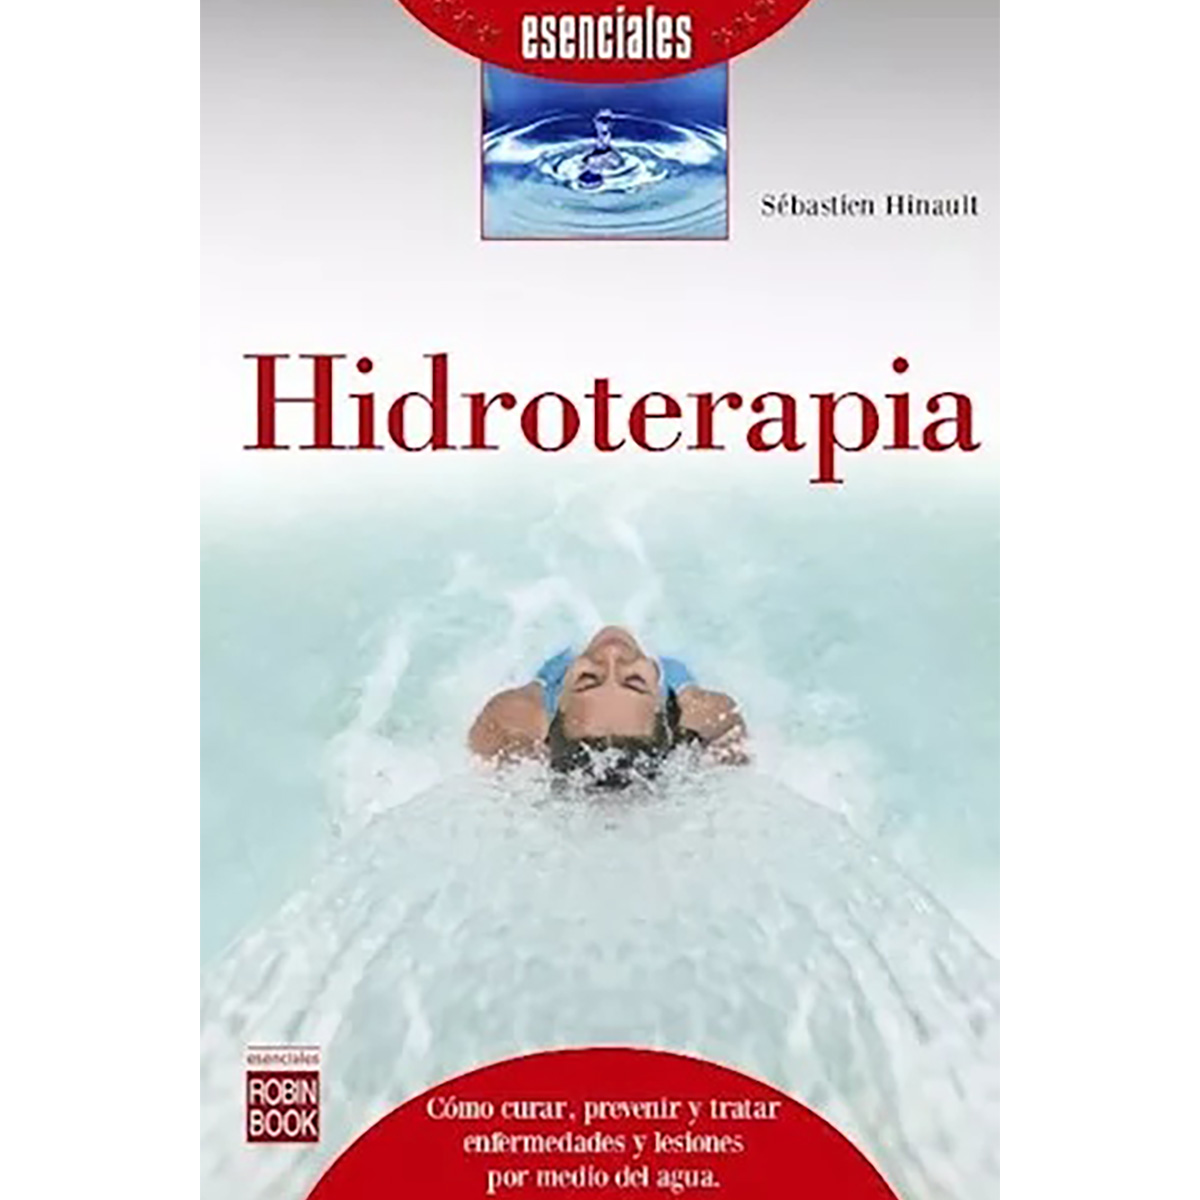 esenciales
Sébastien Hinault
Hidroterapia
esenciales
ROBIN
BOOK
Cómo curar, prevenir y tratar
enfermedades y lesiones
por medio del agua.